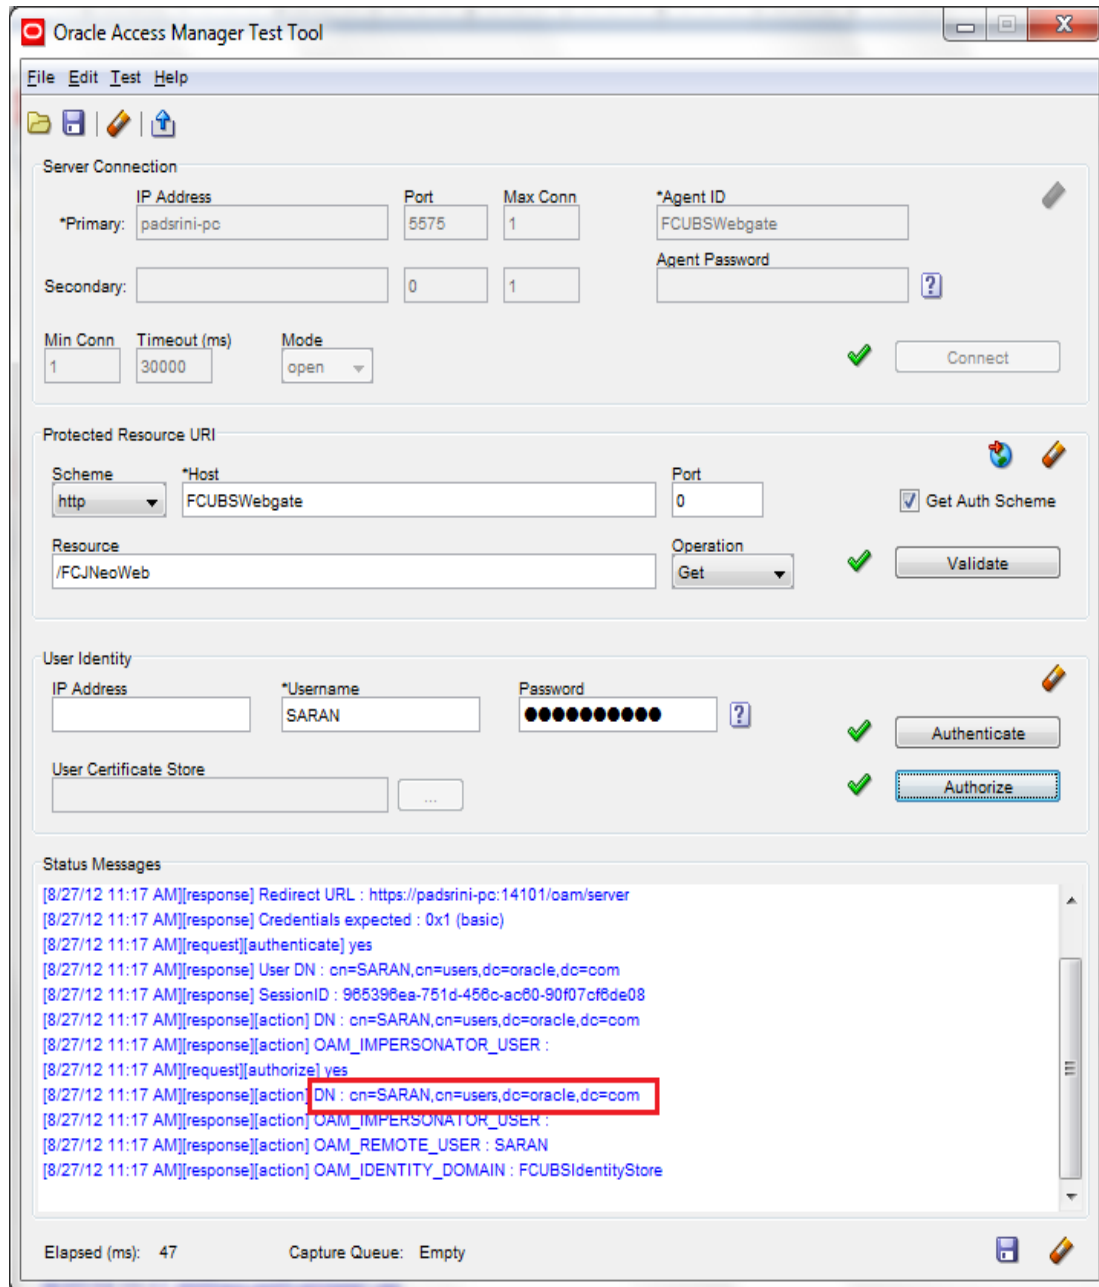 Oracle Access Manager Test Tool
File Edit Test Help
Server Connection
IP Address Port Max Conn *Agent ID
*Primary: padsrini-pc 5575 1 FCUBSWebgate
Agent Password
Secondary: 0 1
Min Conn Timeout (ms) Mode
1 30000 open Connect
Protected Resource URI
Scheme *Host Port
http FCUBSWebgate 0 Get Auth Scheme
Resource Operation
/FCJNeoWeb Get Validate
User Identity
IP Address *Username Password
SARAN ●●●●●●●●●●
Authenticate
User Certificate Store
... Authorize
Status Messages
[8/27/12 11:17 AM][response] Redirect URL : https://padsrini-pc:14101/oam/server
[8/27/12 11:17 AM][response] Credentials expected : 0x1 (basic)
[8/27/12 11:17 AM][request][authenticate] yes
[8/27/12 11:17 AM][response] User DN : cn=SARAN,cn=users,dc=oracle,dc=com
[8/27/12 11:17 AM][response] SessionID : 965396ea-751d-456c-ac60-90f07cf6de08
[8/27/12 11:17 AM][response][action] DN : cn=SARAN,cn=users,dc=oracle,dc=com
[8/27/12 11:17 AM][response][action] OAM_IMPERSONATOR_USER :
[8/27/12 11:17 AM][request][authorize] yes
[8/27/12 11:17 AM][response][action] DN : cn=SARAN,cn=users,dc=oracle,dc=com
[8/27/12 11:17 AM][response][action] OAM_IMPERSONATOR_USER :
[8/27/12 11:17 AM][response][action] OAM_REMOTE_USER : SARAN
[8/27/12 11:17 AM][response][action] OAM_IDENTITY_DOMAIN : FCUBSIdentityStore
Elapsed (ms): 47 Capture Queue: Empty